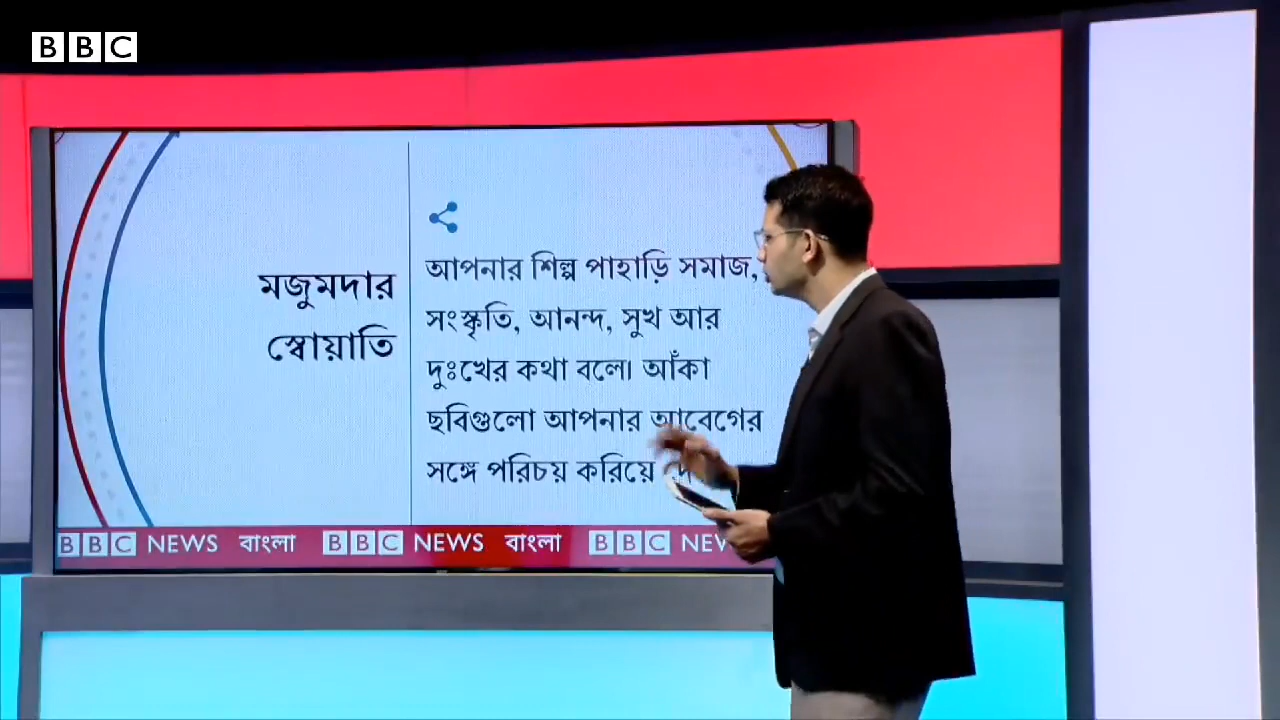 BBC
মজুমদার
স্বোয়াতি
আপনার শিল্প পাহাড়ি সমাজ,
সংস্কৃতি, আনন্দ, সুখ আর
দুঃখের কথা বলে। আঁকা
ছবিগুলো আপনার আবেগের
সঙ্গে পরিচয় করিয়ে
BBC NEWS বাংলা BBC NEWS বাংলা BBC